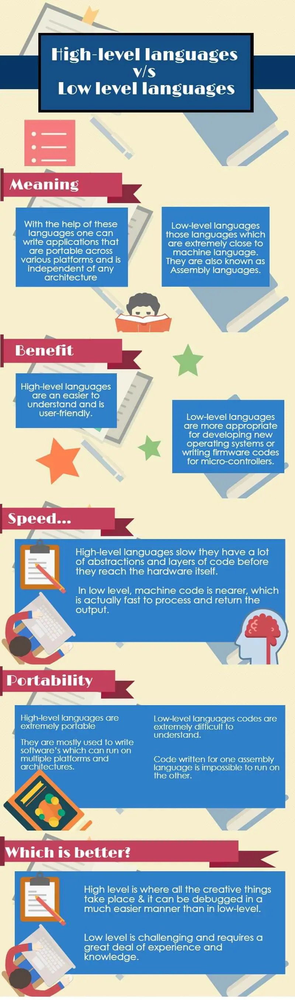 High-level languages
v/s
Low level languages
Meaning
With the help of these
languages one can
write applications that
are portable across
various platforms and is
independent of any
architecture
Low-level languages
those languages which
are extremely close to
machine language.
They are also known as
Assembly languages.
Benefit
High-level languages
are an easier to
understand and is
user-friendly.
Low-level languages
are more appropriate
for developing new
operating systems or
writing firmware codes
for micro-controllers.
Speed...
High-level languages slow they have a lot
of abstractions and layers of code before
they reach the hardware itself.
In low level, machine code is nearer, which
is actually fast to process and return the
output.
Portability
High-level languages are
extremely portable
They are mostly used to write
software's which can run on
multiple platforms and
architectures.
Low-level languages codes are
extremely difficult to
understand.
Code written for one assembly
language is impossible to run on
the other.
Which is better?
High level is where all the creative things
take place & it can be debugged in a
much easier manner than in low-level.
Low level is challenging and requires a
great deal of experience and
knowledge.